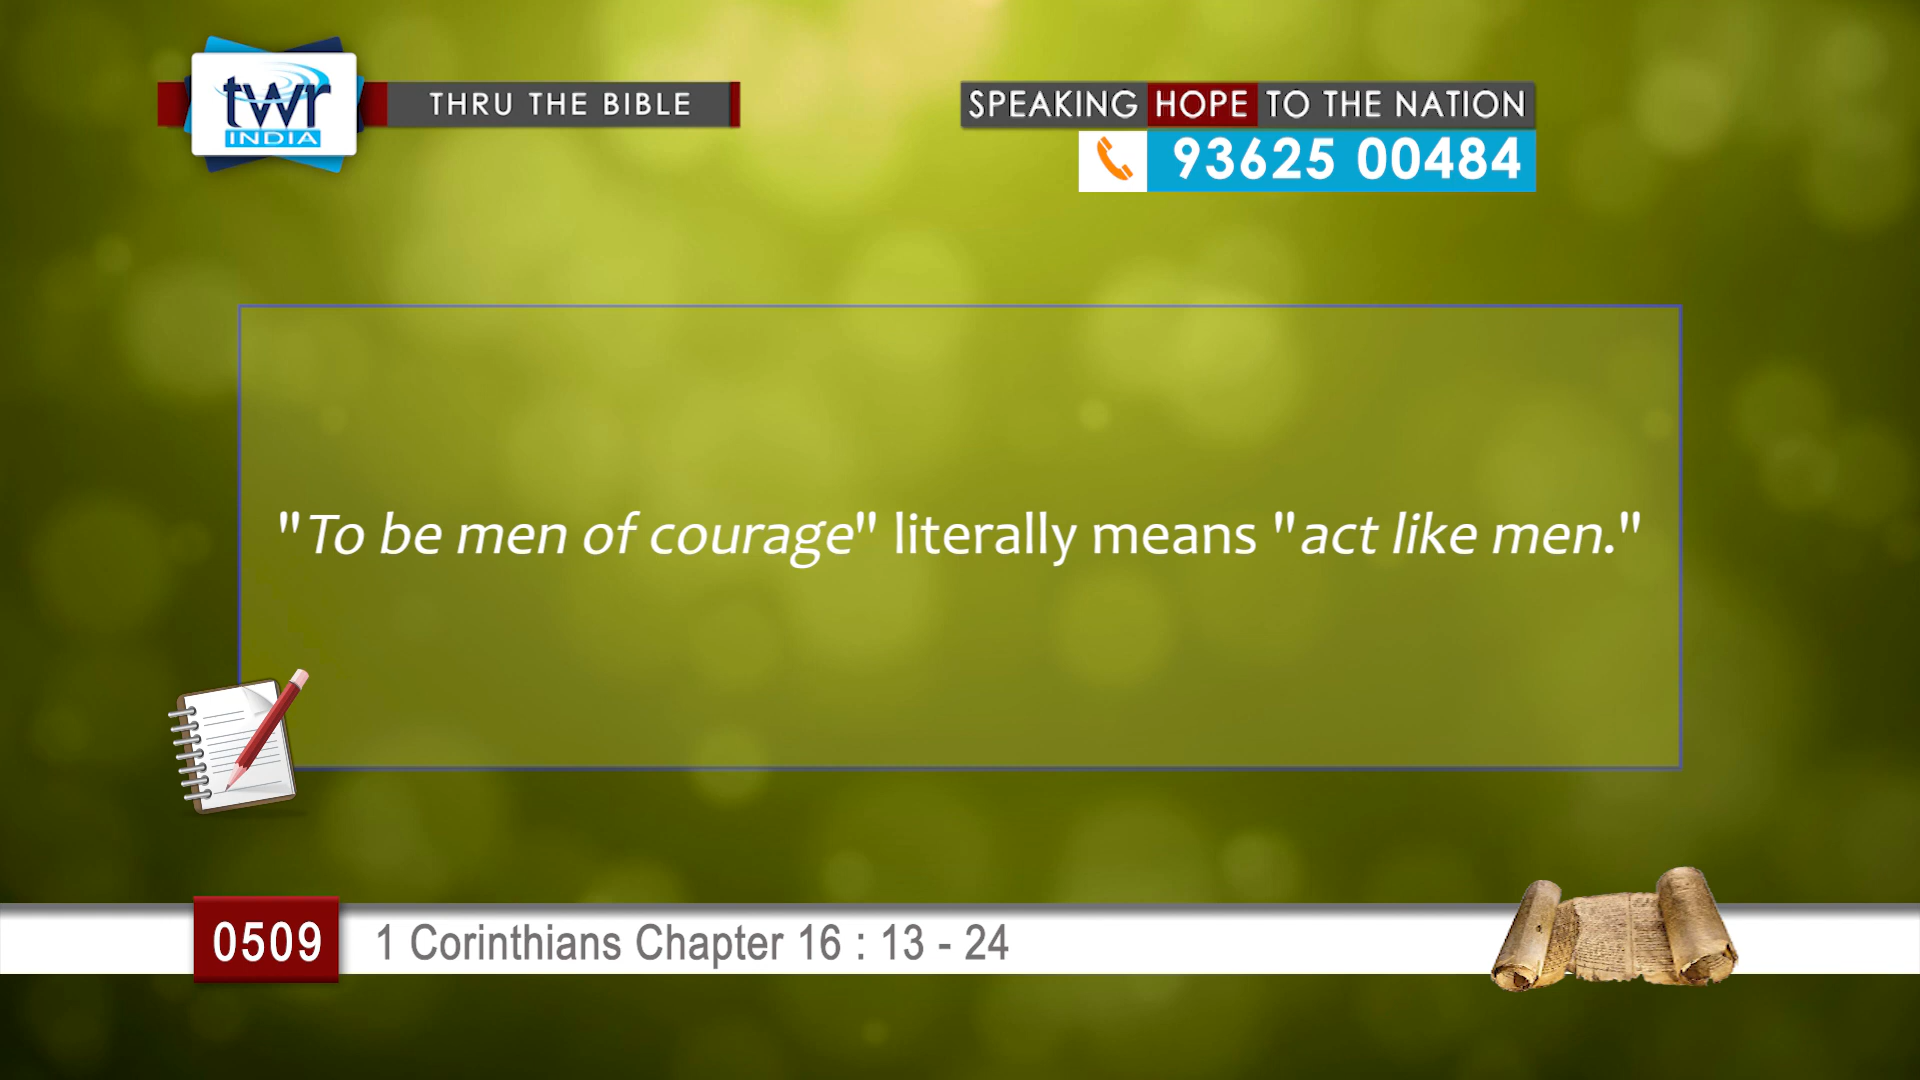 twr
INDIA
THRU THE BIBLE
SPEAKING HOPE TO THE NATION
93625 00484
"To be men of courage" literally means "act like men."
0509
1 Corinthians Chapter 16 : 13 - 24